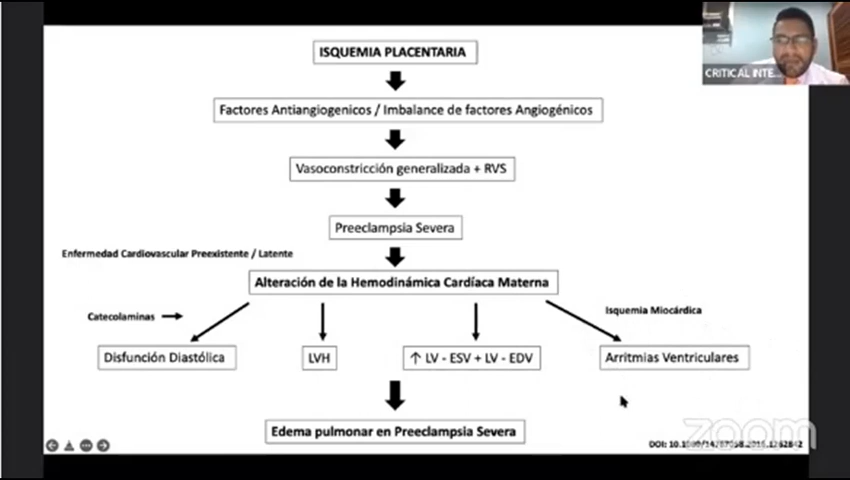 CRITICAL INTE...
ISQUEMIA PLACENTARIA
Factores Antiangiogenicos / Imbalance de factores Angiogénicos
Vasoconstricción generalizada + RVS
Preeclampsia Severa
Enfermedad Cardiovascular Preexistente / Latente
Alteración de la Hemodinámica Cardíaca Materna
Catecolaminas
Isquemia Miocárdica
Disfunción Diastólica
LVH
↑ LV - ESV + LV - EDV
Arritmias Ventriculares
Edema pulmonar en Preeclampsia Severa
zoom
DOI: